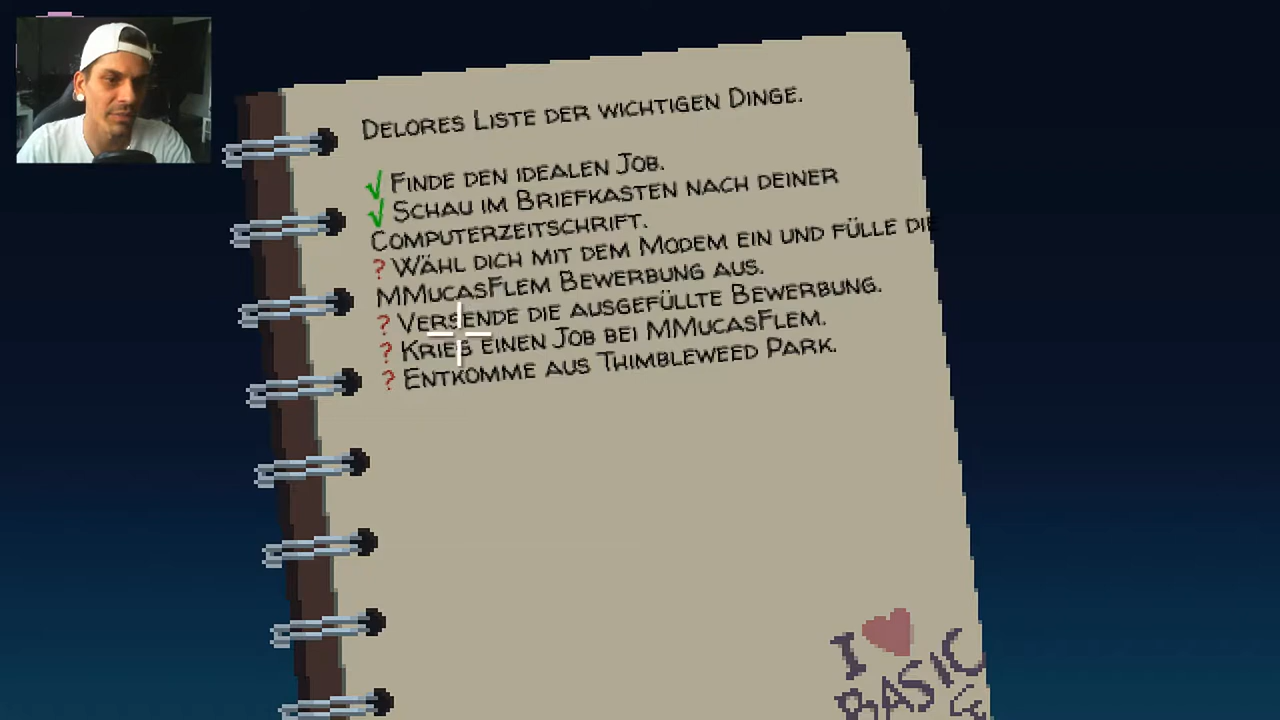 Delores Liste der wichtigen Dinge.
√ Finde den idealen Job.
√ Schau im Briefkasten nach deiner
Computerzeitschrift.
? Wähl dich mit dem Modem ein und fülle die
MMucasFlem Bewerbung aus.
? Versende die ausgefüllte Bewerbung.
? Krieg einen Job bei MMucasFlem.
? Entkomme aus Thimbleweed Park.
I ♥
BASIC